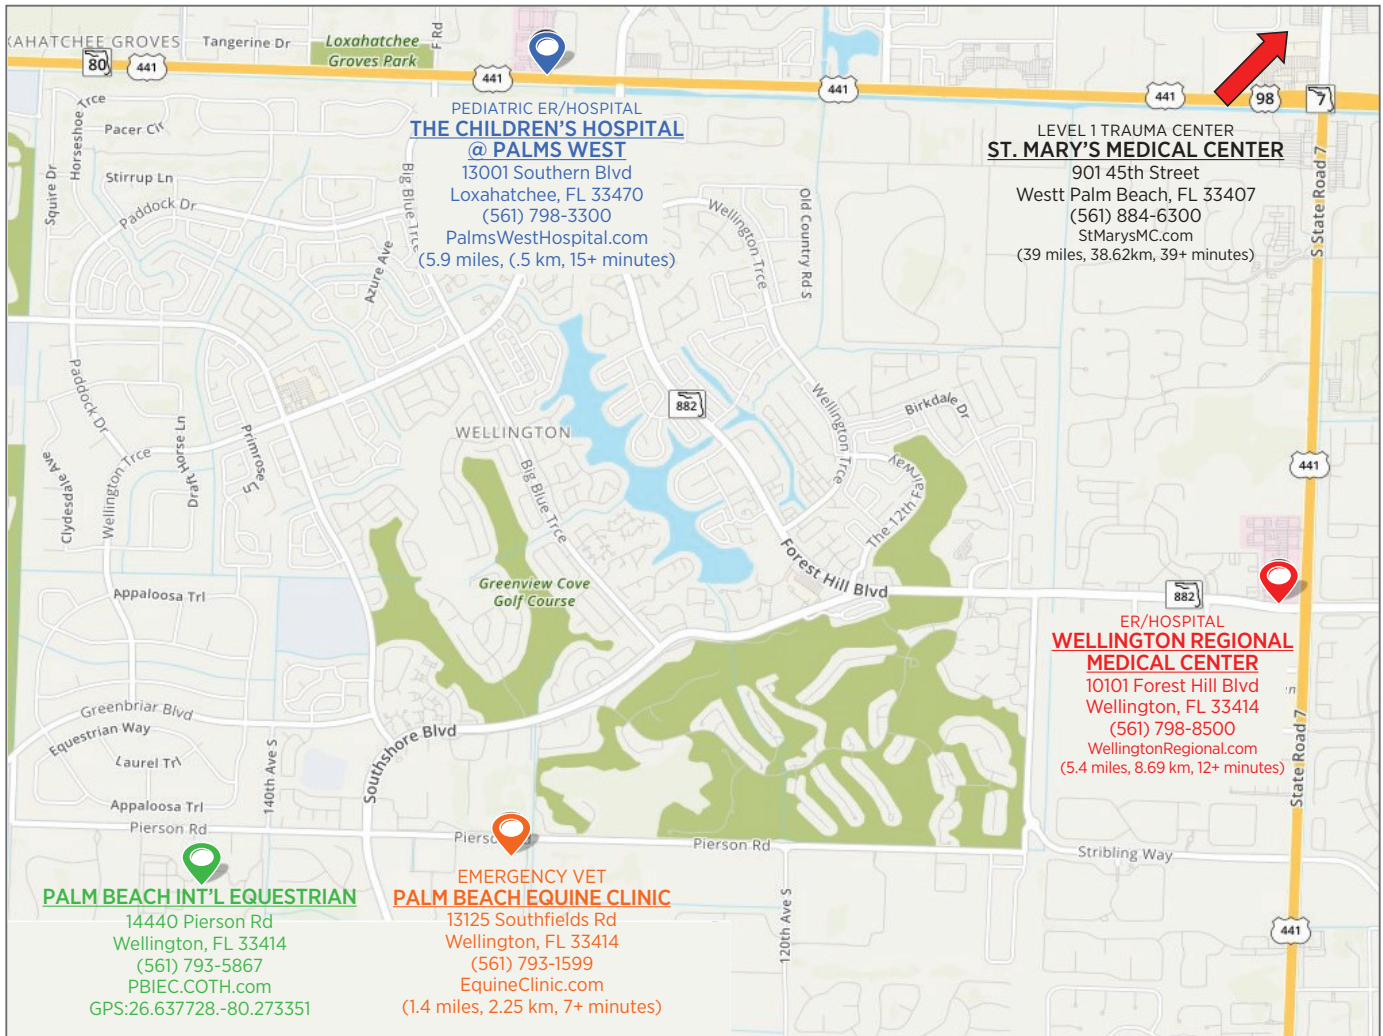 XAHATCHEE GROVES
Tangerine Dr
Loxahatchee
Groves Park
F Rd
80
441
441
441
441
98
7
Horseshoe Trce
Pacer Cir
Squire Dr
Stirrup Ln
Paddock Dr
Big Blue Trce
Azure Ave
PEDIATRIC ER/HOSPITAL
THE CHILDREN'S HOSPITAL
@ PALMS WEST
13001 Southern Blvd
Loxahatchee, FL 33470
(561) 798-3300
PalmsWestHospital.com
(5.9 miles, (.5 km, 15+ minutes)
Wellington Trce
Old Country Rd S
LEVEL 1 TRAUMA CENTER
ST. MARY'S MEDICAL CENTER
901 45th Street
Westt Palm Beach, FL 33407
(561) 884-6300
StMarysMC.com
(39 miles, 38.62km, 39+ minutes)
S State Road 7
Paddock Dr
882
Wellington Trce
Birkdale Dr
WELLINGTON
Clydesdale Ave
Wellington Trce
Draft Horse Ln
Primrose Ln
Big Blue Trce
The 12th Fairway
441
Forest Hill Blvd
Greenview Cove
Golf Course
Appaloosa Trl
882
ER/HOSPITAL
WELLINGTON REGIONAL
MEDICAL CENTER
10101 Forest Hill Blvd
Wellington, FL 33414
(561) 798-8500
WellingtonRegional.com
(5.4 miles, 8.69 km, 12+ minutes)
Greenbriar Blvd
Equestrian Way
Laurel Trl
140th Ave S
Southshore Blvd
State Road 7
Appaloosa Trl
Pierson Rd
Pierson Rd
Pierson Rd
Stribling Way
PALM BEACH INT'L EQUESTRIAN
14440 Pierson Rd
Wellington, FL 33414
(561) 793-5867
PBIEC.COTH.com
GPS:26.637728.-80.273351
EMERGENCY VET
PALM BEACH EQUINE CLINIC
13125 Southfields Rd
Wellington, FL 33414
(561) 793-1599
EquineClinic.com
(1.4 miles, 2.25 km, 7+ minutes)
120th Ave S
441